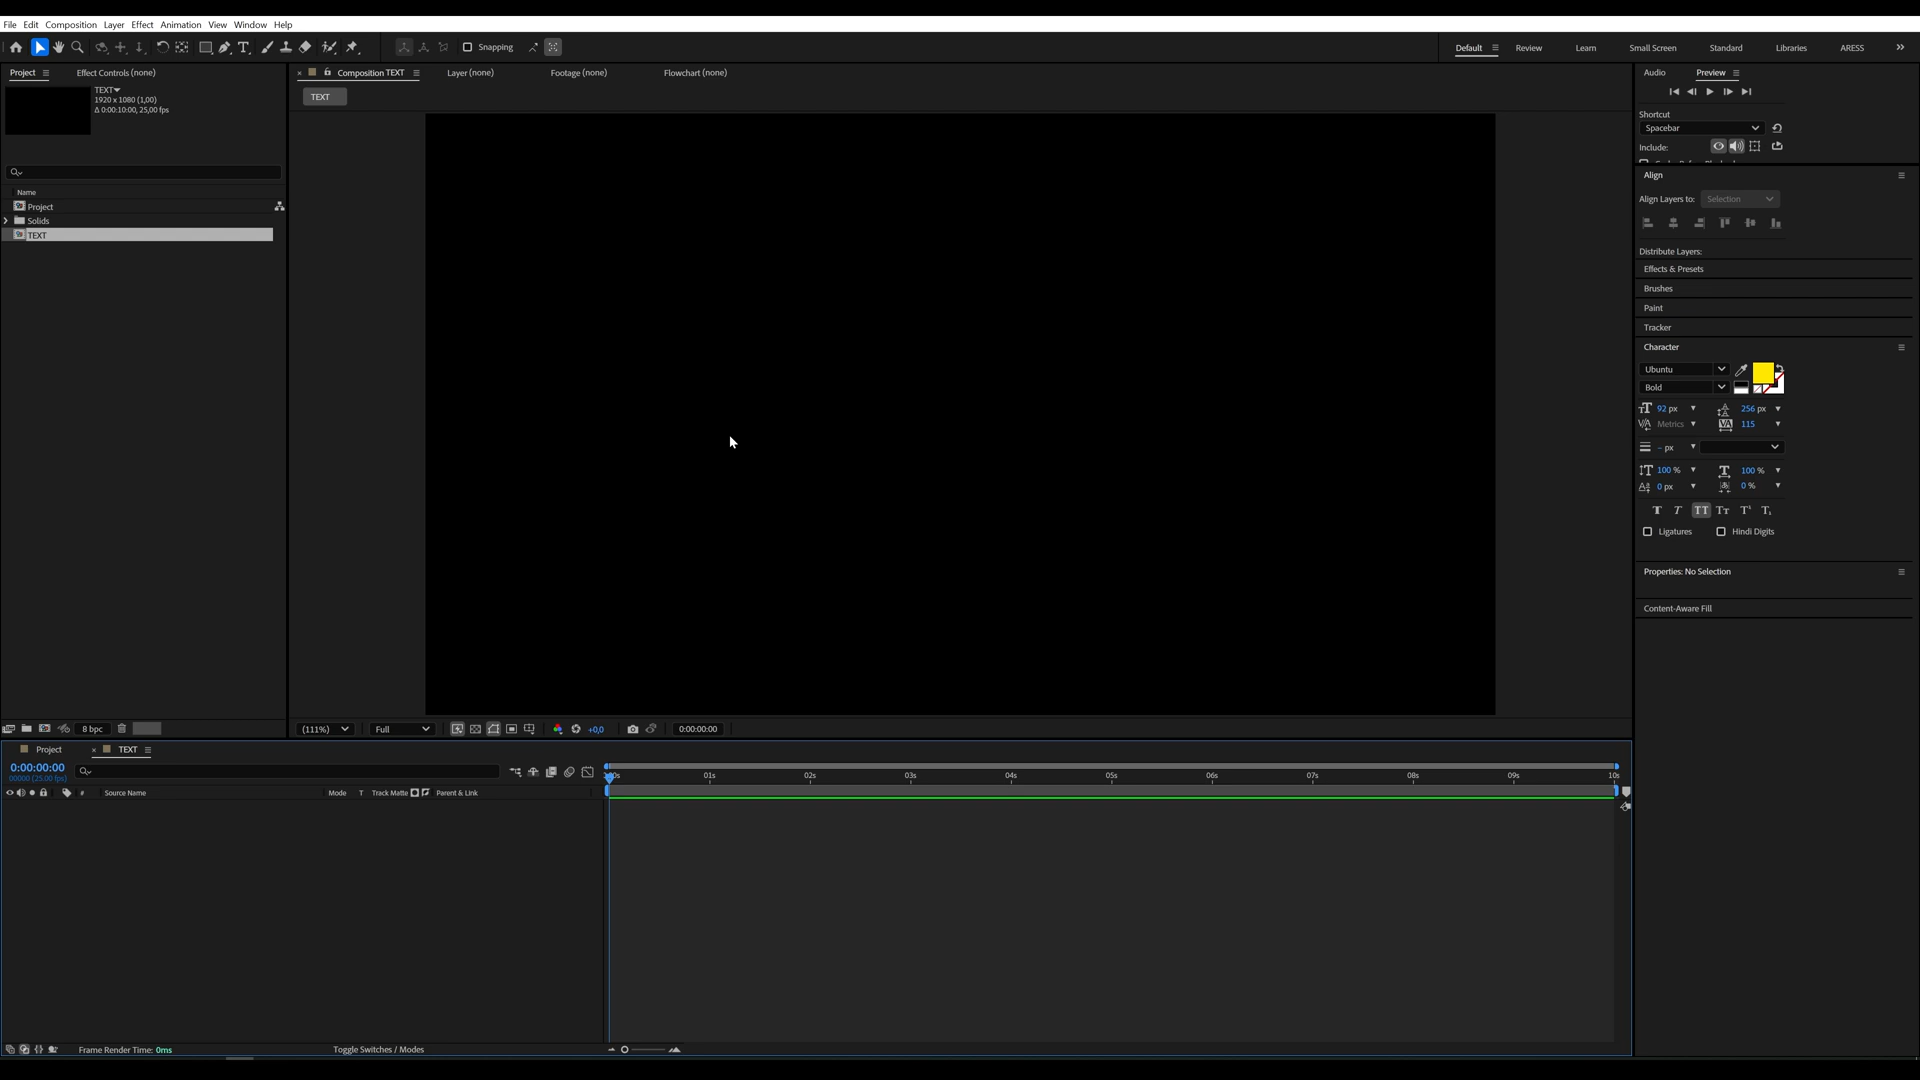 File Edit Composition Layer Effect Animation View Window Help
Snapping
Default Review Learn Small Screen Standard Libraries ARESS
Project Effect Controls (none)
TEXT
1920 x 1080 (1,00)
Δ 0:00:10:00, 25,00 fps
Name
Project
Solids
TEXT
8 bpc
Composition TEXT Layer (none) Footage (none) Flowchart (none)
TEXT
(111%) Full +0,0 0:00:00:00
Audio Preview
Shortcut
Spacebar
Include:
Align
Align Layers to: Selection
Distribute Layers:
Effects & Presets
Brushes
Paint
Tracker
Character
Ubuntu
Bold
92 px 256 px
Metrics 115
- px
100 % 100 %
0 px 0 %
Ligatures Hindi Digits
Properties: No Selection
Content-Aware Fill
Project TEXT
0:00:00:00
00000 (25.00 fps)
# Source Name Mode T Track Matte Parent & Link
01s 02s 03s 04s 05s 06s 07s 08s 09s 10s
Frame Render Time: 0ms Toggle Switches / Modes